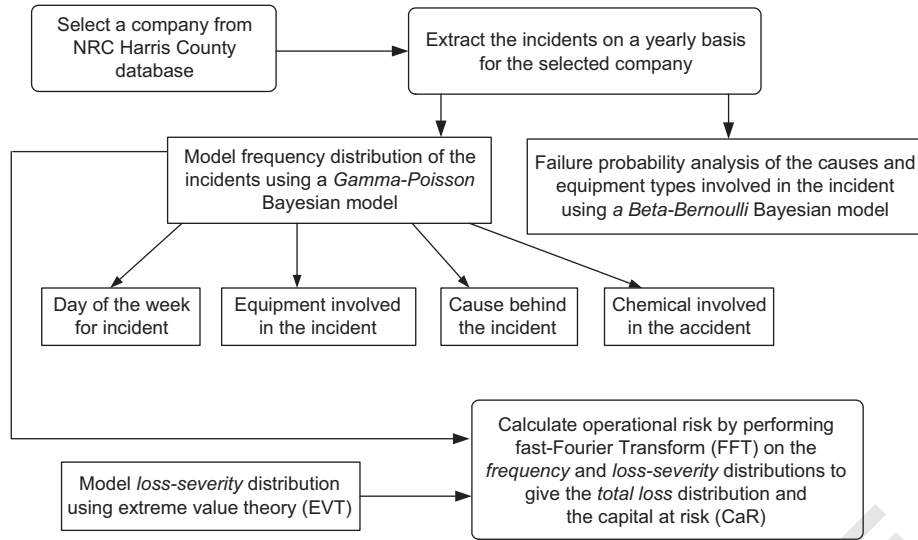 Select a company from
NRC Harris County
database
Extract the incidents on a yearly basis
for the selected company
Model frequency distribution of the
incidents using a Gamma-Poisson
Bayesian model
Failure probability analysis of the causes and
equipment types involved in the incident
using a Beta-Bernoulli Bayesian model
Day of the week
for incident
Equipment involved
in the incident
Cause behind
the incident
Chemical involved
in the accident
Calculate operational risk by performing
fast-Fourier Transform (FFT) on the
frequency and loss-severity distributions to
give the total loss distribution and
the capital at risk (CaR)
Model loss-severity distribution
using extreme value theory (EVT)